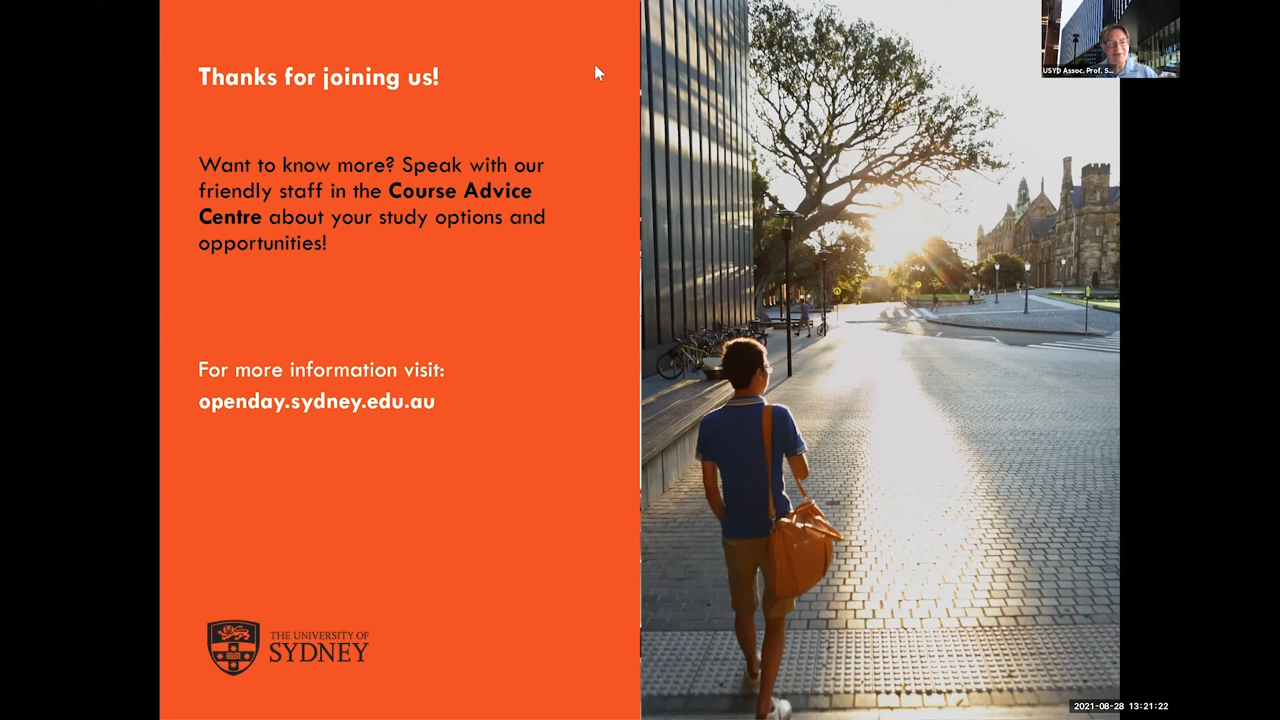 Thanks for joining us!
Want to know more? Speak with our
friendly staff in the Course Advice
Centre about your study options and
opportunities!
For more information visit:
openday.sydney.edu.au
THE UNIVERSITY OF
SYDNEY
USYD Assoc. Prof. S...
2021-08-28 13:21:22